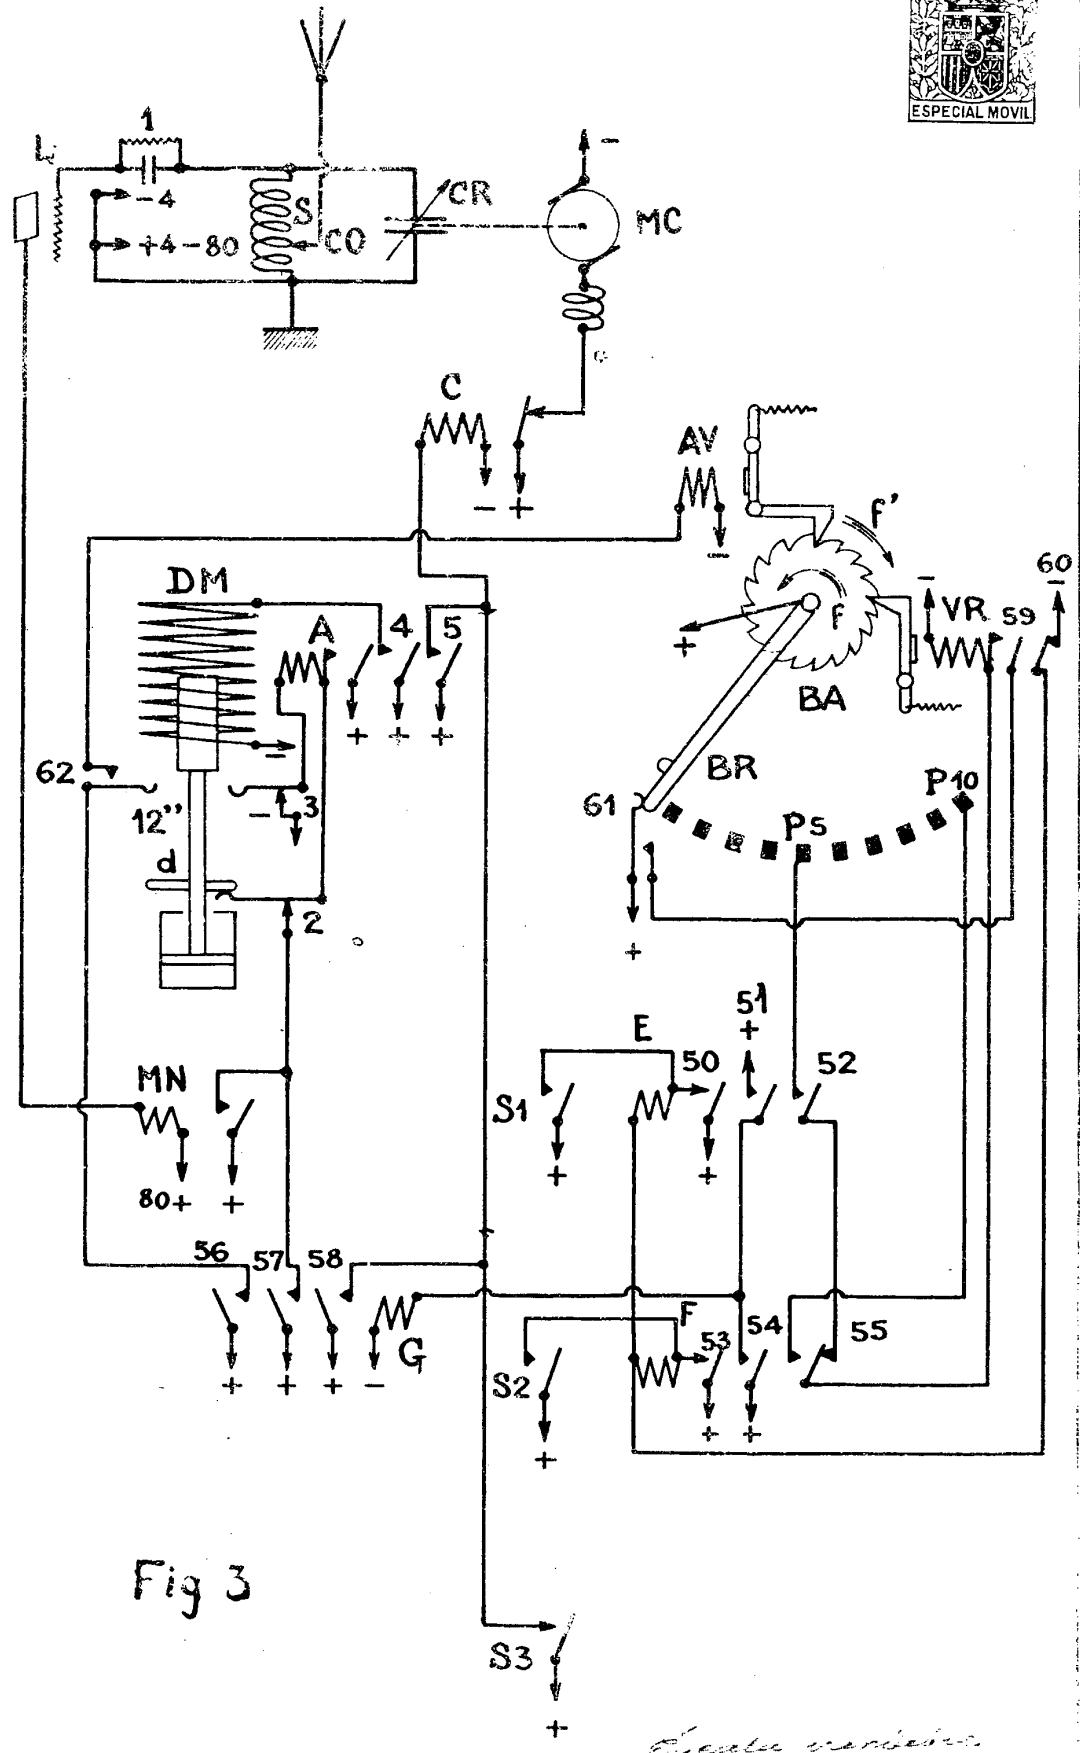 ESPECIAL MOVIL
1
L
-4
S
CR
+4-80
CO
-
MC
C
AV
- +
-
F'
DM
A
4
5
-
VR
59
60
-
F
+
+ + +
BA
-
62
BR
61
P10
12"
- 3
P5
d
2
+
51
+
E
50
52
MN
S1
80+
+
+
+
56
57
58
F
53
54
55
G
+ + + -
S2
+ +
+
Fig 3
S3
+